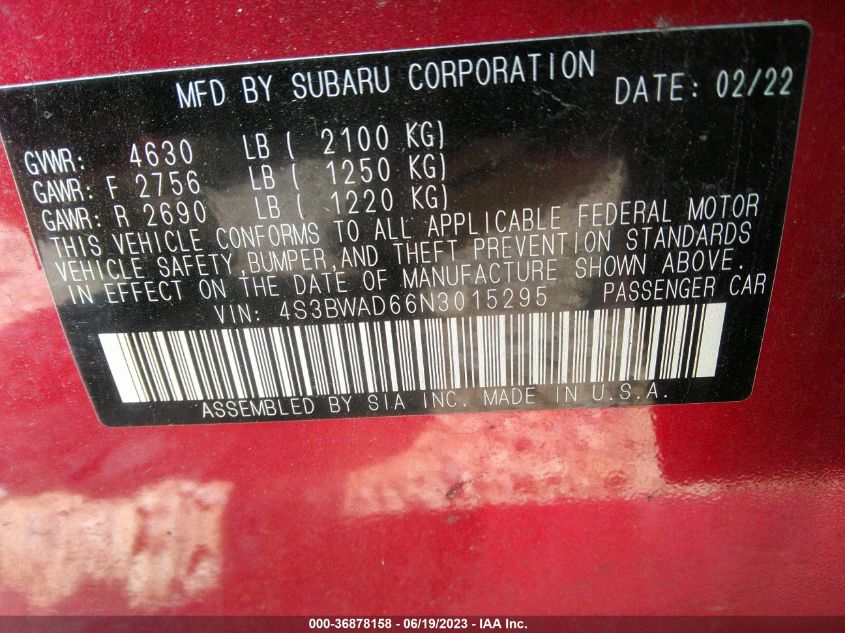 MFD BY SUBARU CORPORATION DATE: 02/22
GVWR: 4630 LB ( 2100 KG)
GAWR: F 2756 LB ( 1250 KG)
GAWR: R 2690 LB ( 1220 KG)
THIS VEHICLE CONFORMS TO ALL APPLICABLE FEDERAL MOTOR
VEHICLE SAFETY,BUMPER,AND THEFT PREVENTION STANDARDS
IN EFFECT ON THE DATE OF MANUFACTURE SHOWN ABOVE.
VIN: 4S3BWAD66N3015295 PASSENGER CAR
ASSEMBLED BY SIA INC. MADE IN U.S.A.
000-36878158 - 06/19/2023 - IAA Inc.